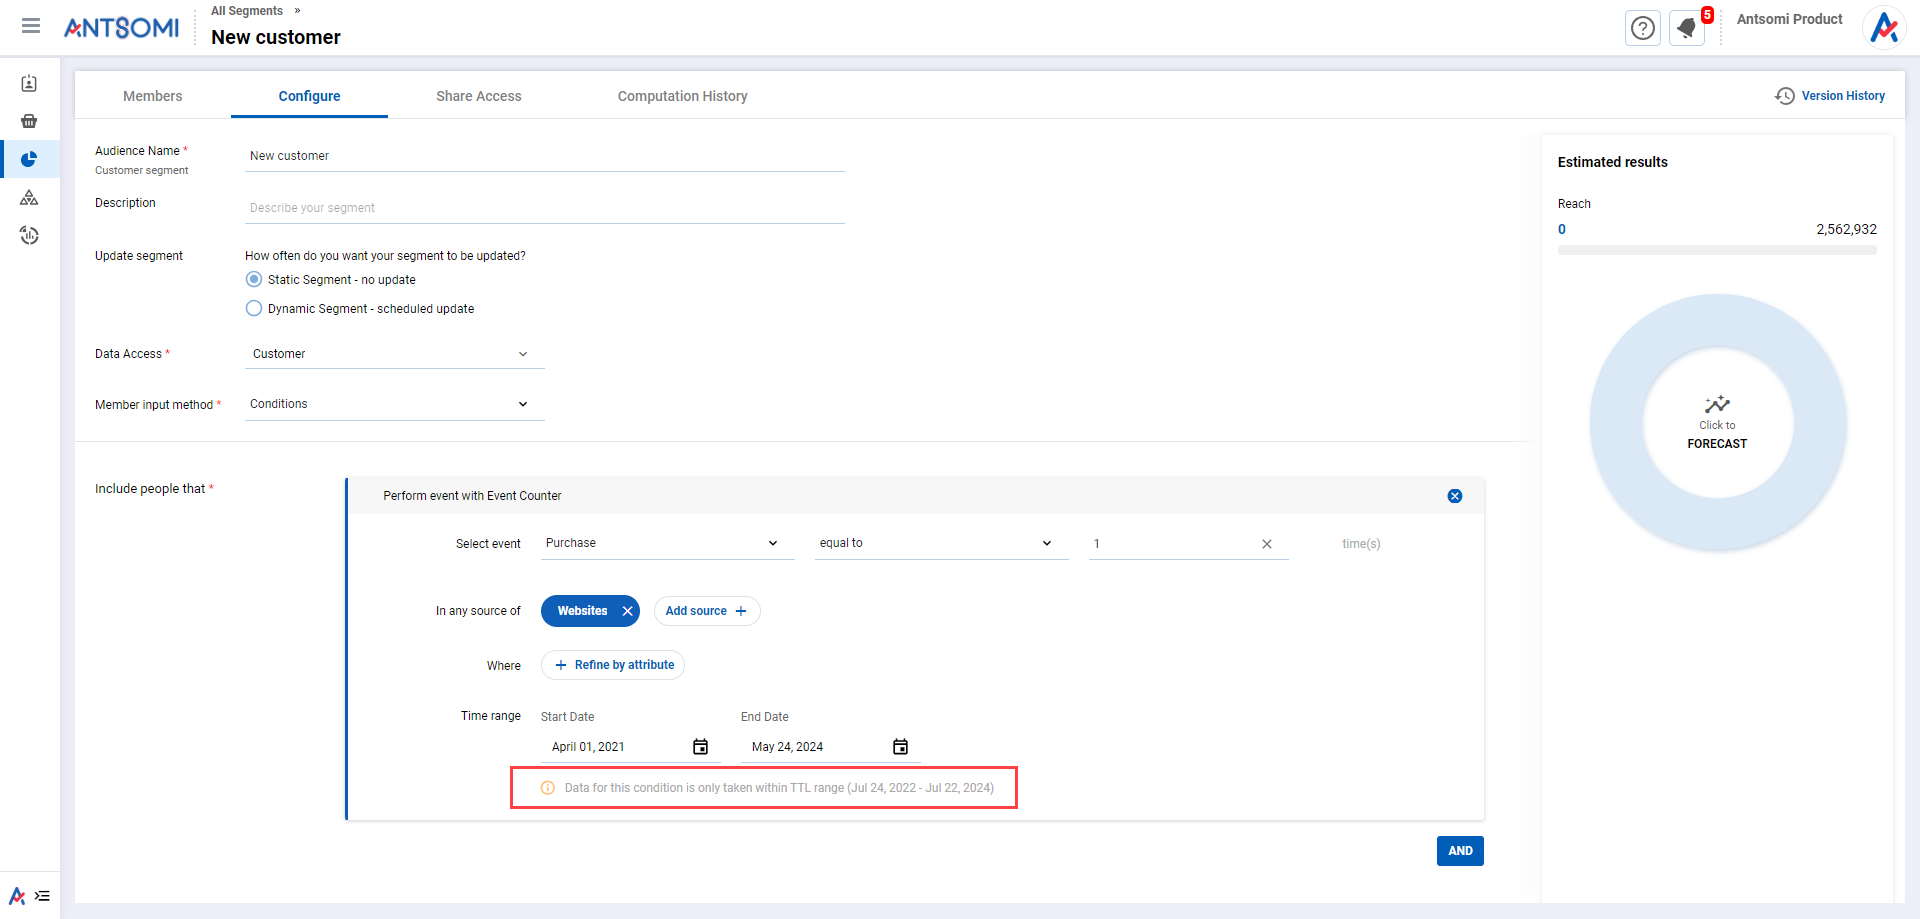 ANTSOMI
All Segments »
New customer
5
Antsomi Product
Members
Configure
Share Access
Computation History
Version History
Audience Name *
Customer segment
New customer
Description
Describe your segment
Update segment
How often do you want your segment to be updated?
Static Segment - no update
Dynamic Segment - scheduled update
Data Access *
Customer
Member input method *
Conditions
Estimated results
Reach
0
2,562,932
Click to
FORECAST
Include people that *
Perform event with Event Counter
Select event
Purchase
equal to
1
time(s)
In any source of
Websites
Add source +
Where
+ Refine by attribute
Time range
Start Date
End Date
April 01, 2021
May 24, 2024
Data for this condition is only taken within TTL range (Jul 24, 2022 - Jul 22, 2024)
AND